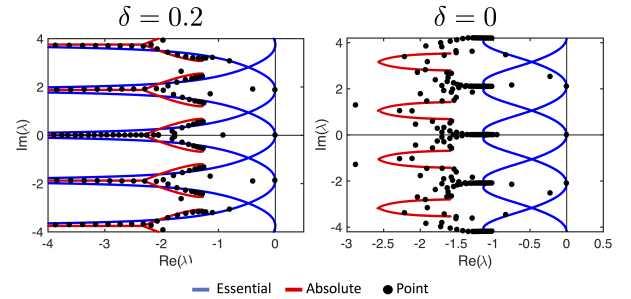 δ = 0.2
δ = 0
4
2
0
-2
-4
Im(λ)
-4 -3 -2 -1 0
Re(λ)
4
2
0
-2
-4
Im(λ)
-3 -2.5 -2 -1.5 -1 -0.5 0 0.5
Re(λ)
Essential Absolute Point